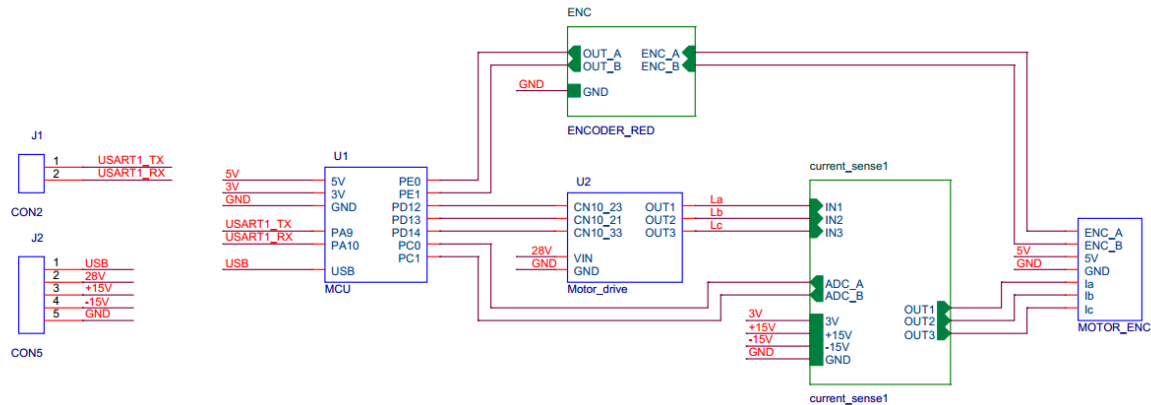 ENC
OUT_A ENC_A
OUT_B ENC_B
GND GND
ENCODER_RED
J1
1 USART1_TX
2 USART1_RX
CON2
J2
1 USB
2 28V
3 +15V
4 -15V
5 GND
CON5
U1
5V 5V PE0
3V 3V PE1
GND GND PD12
PD13
USART1_TX PA9 PD14
USART1_RX PA10 PC0
PC1
USB USB
MCU
U2
CN10_23 OUT1 La
CN10_21 OUT2 Lb
CN10_33 OUT3 Lc
28V VIN
GND GND
Motor_drive
current_sense1
IN1
IN2
IN3
ADC_A
ADC_B
OUT1
3V 3V OUT2
+15V +15V OUT3
-15V -15V
GND GND
current_sense1
ENC_A
ENC_B
5V 5V
GND GND
Ia
Ib
Ic
MOTOR_ENC